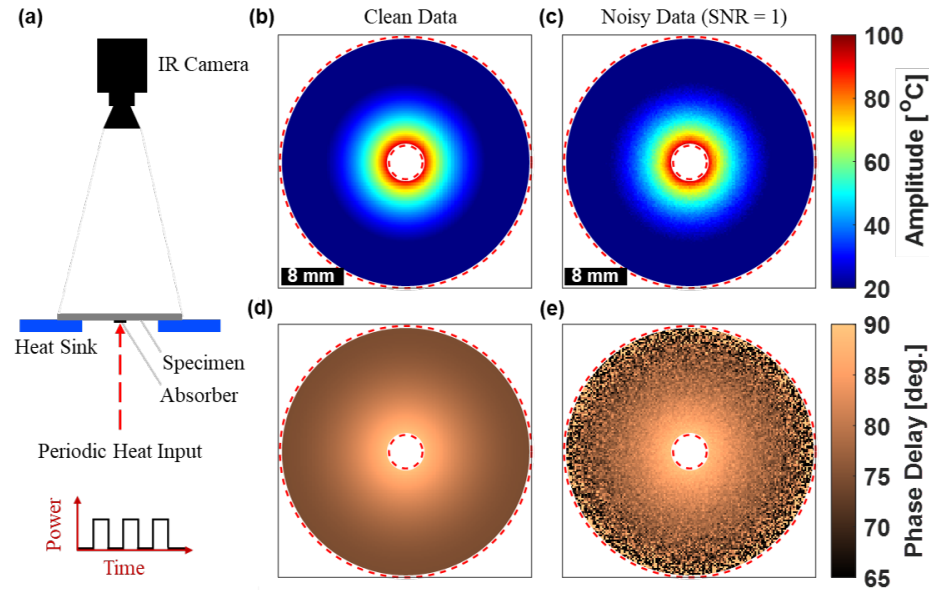 (a)
IR Camera
Heat Sink
Specimen
Absorber
Periodic Heat Input
Power
Time
(b)
Clean Data
8 mm
(c)
Noisy Data (SNR = 1)
8 mm
100
80
60
40
20
Amplitude [°C]
(d)
(e)
90
85
80
75
70
65
Phase Delay [deg.]